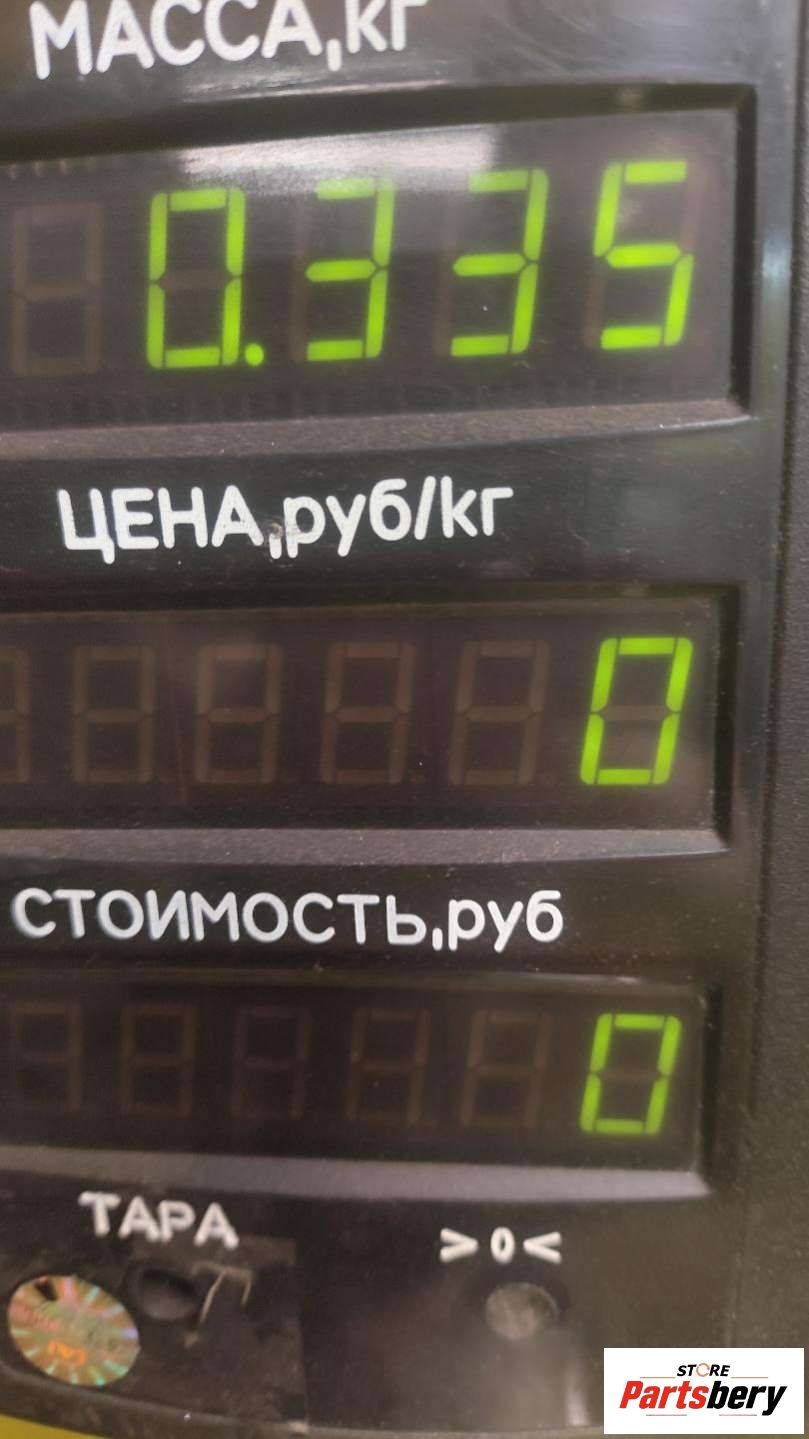 МАССА,кг
0.335
ЦЕНА,руб/кг
0
СТОИМОСТЬ,руб
0
ТАРА
>0<
STORE
Partsbery